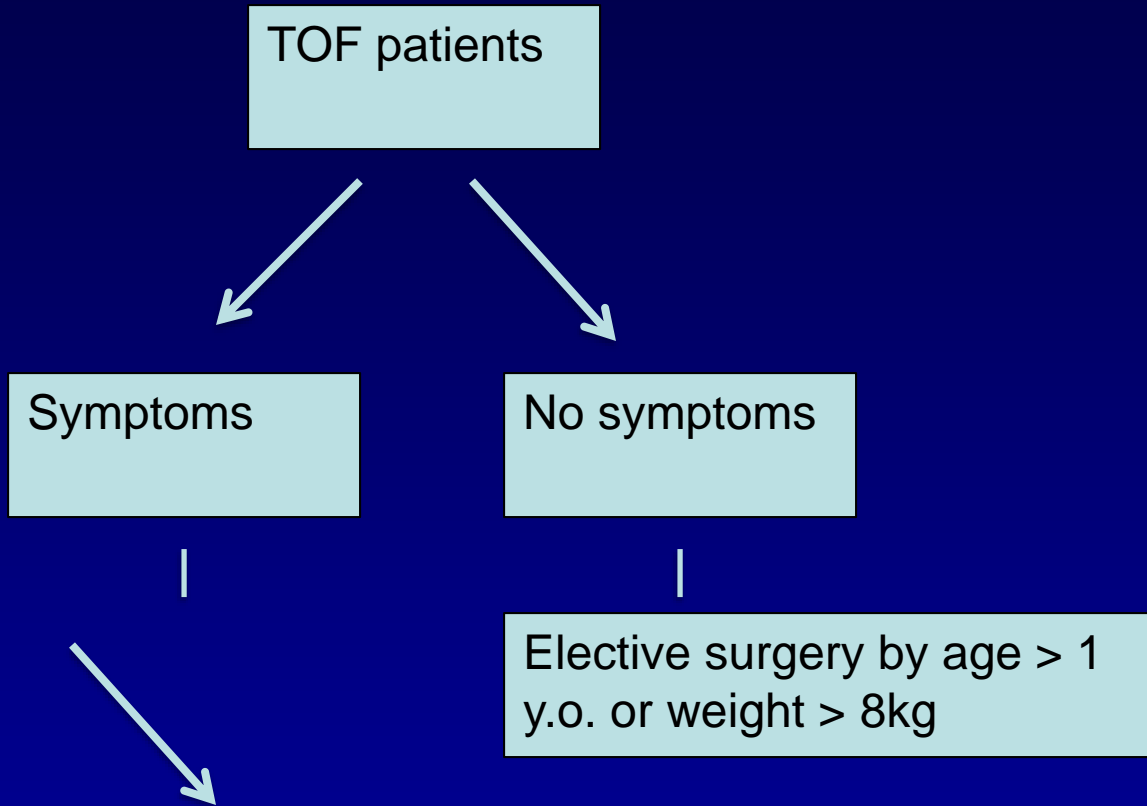 TOF patients
Symptoms
No symptoms
Elective surgery by age > 1
y.o. or weight > 8kg